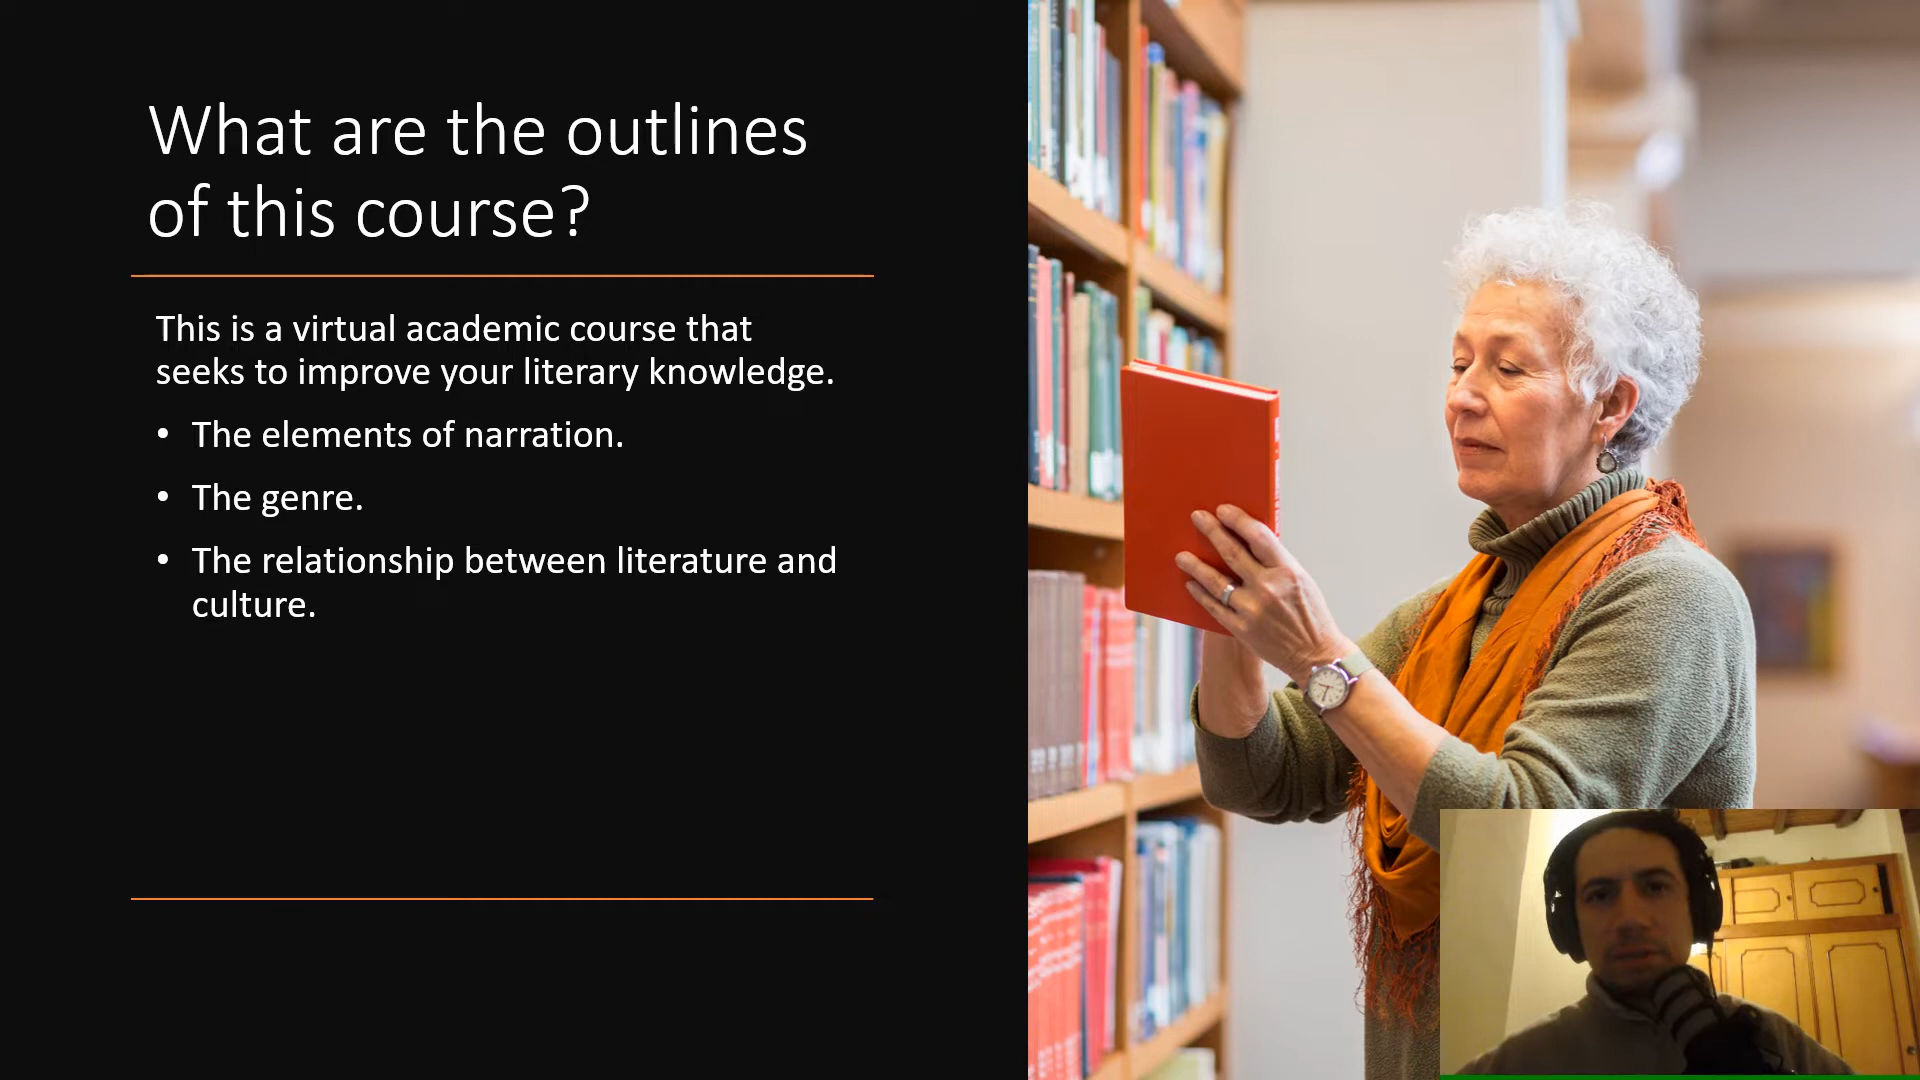 What are the outlines
of this course?
This is a virtual academic course that
seeks to improve your literary knowledge.
• The elements of narration.
• The genre.
• The relationship between literature and
culture.